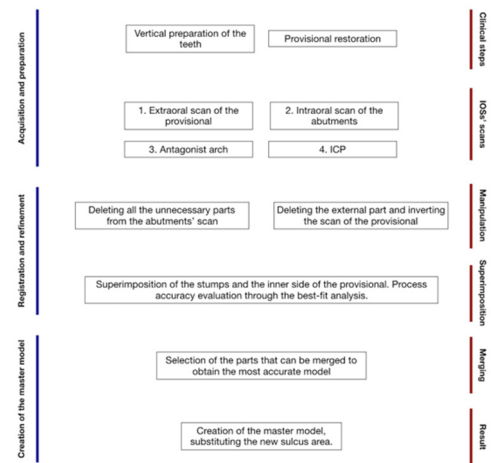 Acquisition and preparation
Clinical steps
Vertical preparation of the
teeth
Provisional restoration
IOSs' scans
1. Extraoral scan of the
provisional
2. Intraoral scan of the
abutments
3. Antagonist arch
4. ICP
Registration and refinement
Manipulation
Deleting all the unnecessary parts
from the abutments' scan
Deleting the external part and inverting
the scan of the provisional
Superimposition
Superimposition of the stumps and the inner side of the provisional. Process
accuracy evaluation through the best-fit analysis.
Creation of the master model
Merging
Selection of the parts that can be merged to
obtain the most accurate model
Result
Creation of the master model,
substituting the new sulcus area.